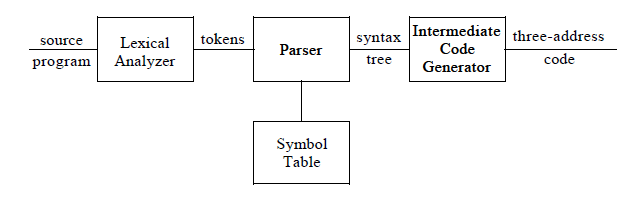 source
program
Lexical
Analyzer
tokens
Parser
syntax
tree
Intermediate
Code
Generator
three-address
code
Symbol
Table